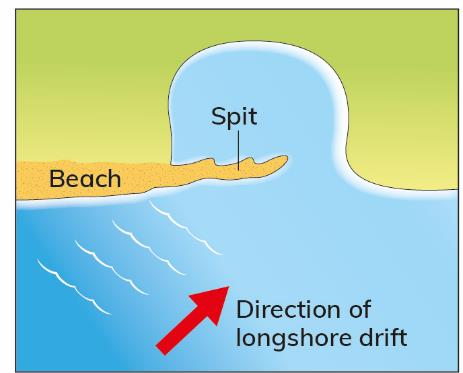 Spit
Beach
Direction of
longshore drift